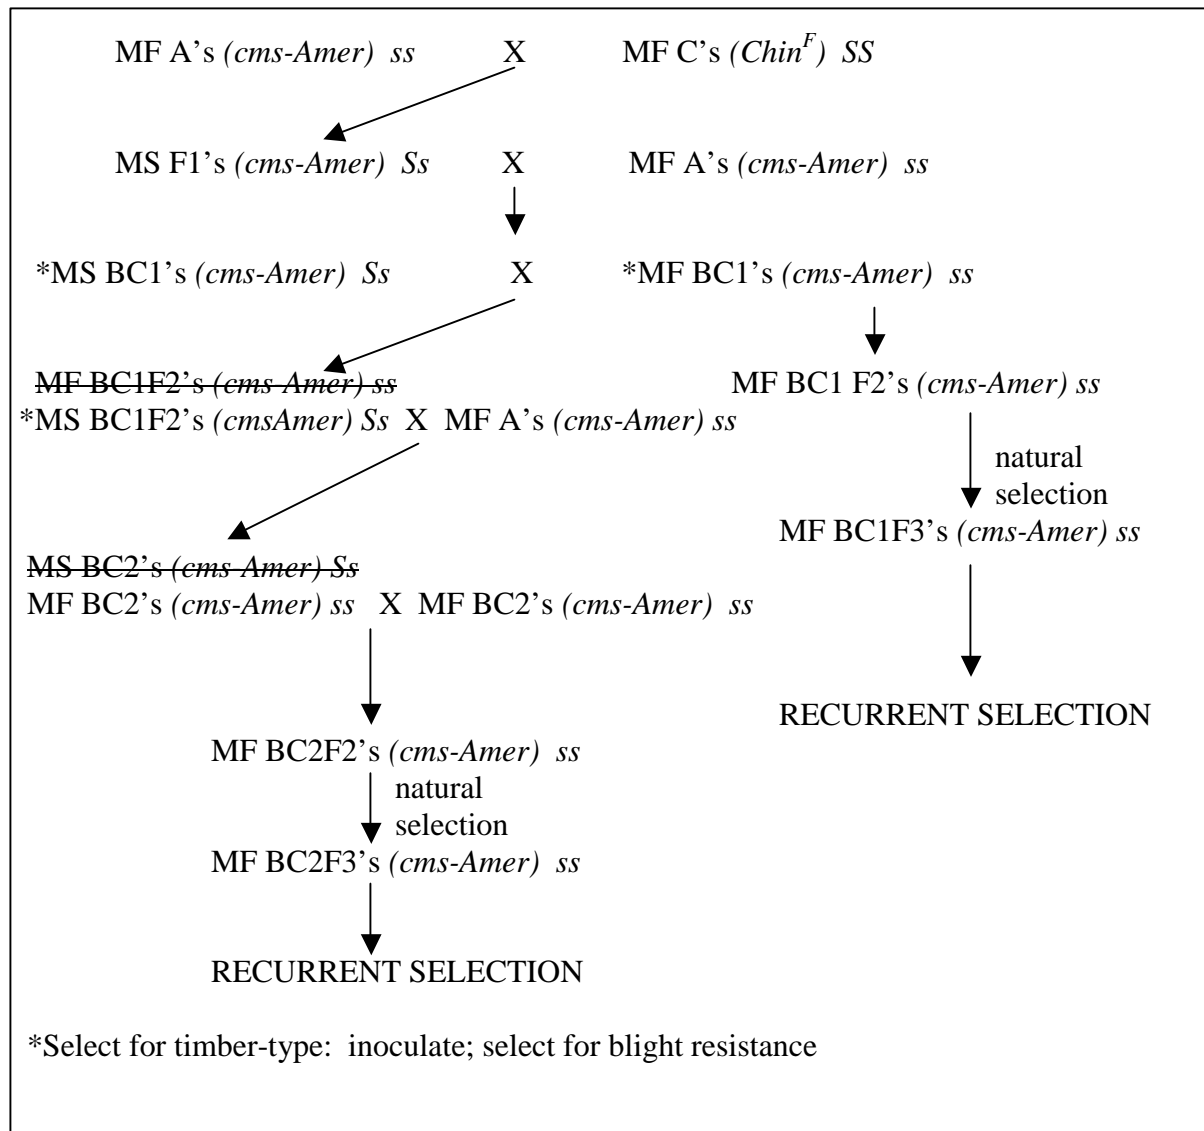 MF A’s (cms-Amer) ss X MF C’s (Chin^F) SS
MS F1’s (cms-Amer) Ss X MF A’s (cms-Amer) ss
*MS BC1’s (cms-Amer) Ss X *MF BC1’s (cms-Amer) ss
MF BC1F2’s (cms-Amer) ss MF BC1 F2’s (cms-Amer) ss
*MS BC1F2’s (cmsAmer) Ss X MF A’s (cms-Amer) ss
natural
selection
MF BC1F3’s (cms-Amer) ss
MS BC2’s (cms-Amer) Ss
MF BC2’s (cms-Amer) ss X MF BC2’s (cms-Amer) ss
RECURRENT SELECTION
MF BC2F2’s (cms-Amer) ss
natural
selection
MF BC2F3’s (cms-Amer) ss
RECURRENT SELECTION
*Select for timber-type: inoculate; select for blight resistance